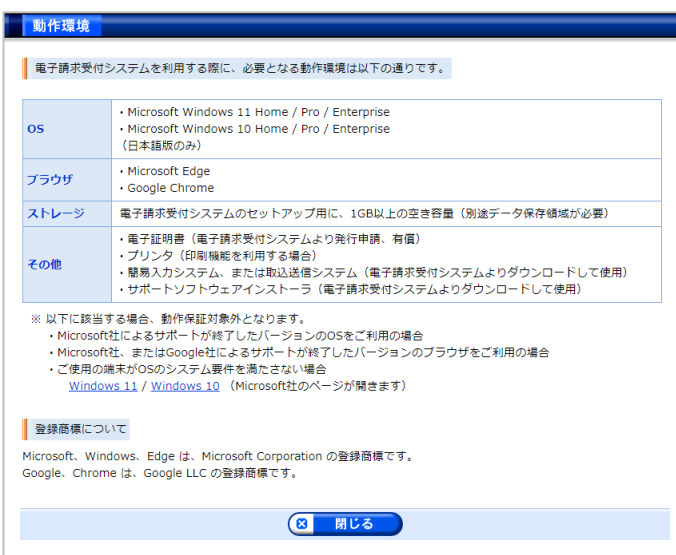 動作環境
電子請求受付システムを利用する際に、必要となる動作環境は以下の通りです。
OS
・Microsoft Windows 11 Home / Pro / Enterprise
・Microsoft Windows 10 Home / Pro / Enterprise
（日本語版のみ）
ブラウザ
・Microsoft Edge
・Google Chrome
ストレージ
電子請求受付システムのセットアップ用に、1GB以上の空き容量（別途データ保存領域が必要）
その他
・電子証明書（電子請求受付システムより発行申請、有償）
・プリンタ（印刷機能を利用する場合）
・簡易入力システム、または取込送信システム（電子請求受付システムよりダウンロードして使用）
・サポートソフトウェアインストーラ（電子請求受付システムよりダウンロードして使用）
※ 以下に該当する場合、動作保証対象外となります。
・Microsoft社によるサポートが終了したバージョンのOSをご利用の場合
・Microsoft社、またはGoogle社によるサポートが終了したバージョンのブラウザをご利用の場合
・ご使用の端末がOSのシステム要件を満たさない場合
Windows 11 / Windows 10 （Microsoft社のページが開きます）
登録商標について
Microsoft、Windows、Edge は、Microsoft Corporation の登録商標です。
Google、Chrome は、Google LLC の登録商標です。
閉じる